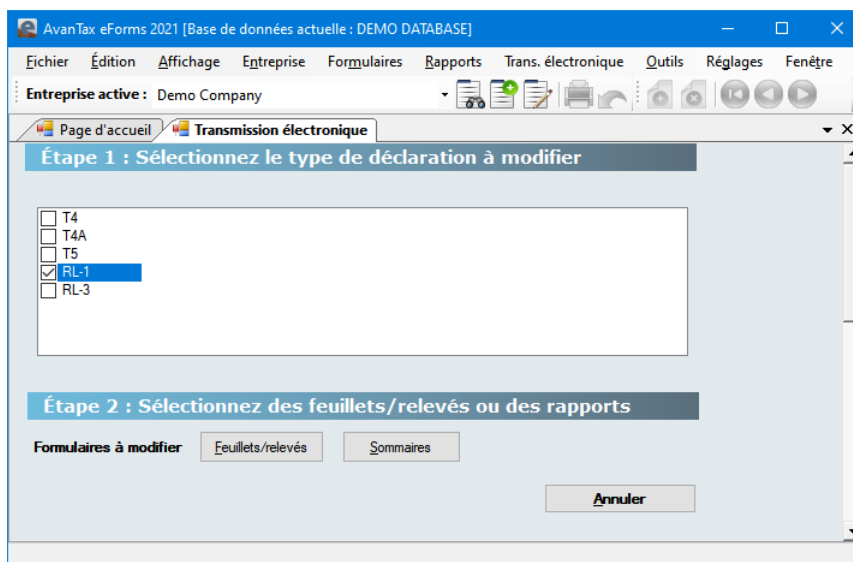 AvanTax eForms 2021 [Base de données actuelle : DEMO DATABASE]
Fichier Édition Affichage Entreprise Formulaires Rapports Trans. électronique Outils Réglages Fenêtre
Entreprise active : Demo Company
Page d'accueil Transmission électronique
Étape 1 : Sélectionnez le type de déclaration à modifier
T4
T4A
T5
RL-1
RL-3
Étape 2 : Sélectionnez des feuillets/relevés ou des rapports
Formulaires à modifier Feuillets/relevés Sommaires
Annuler